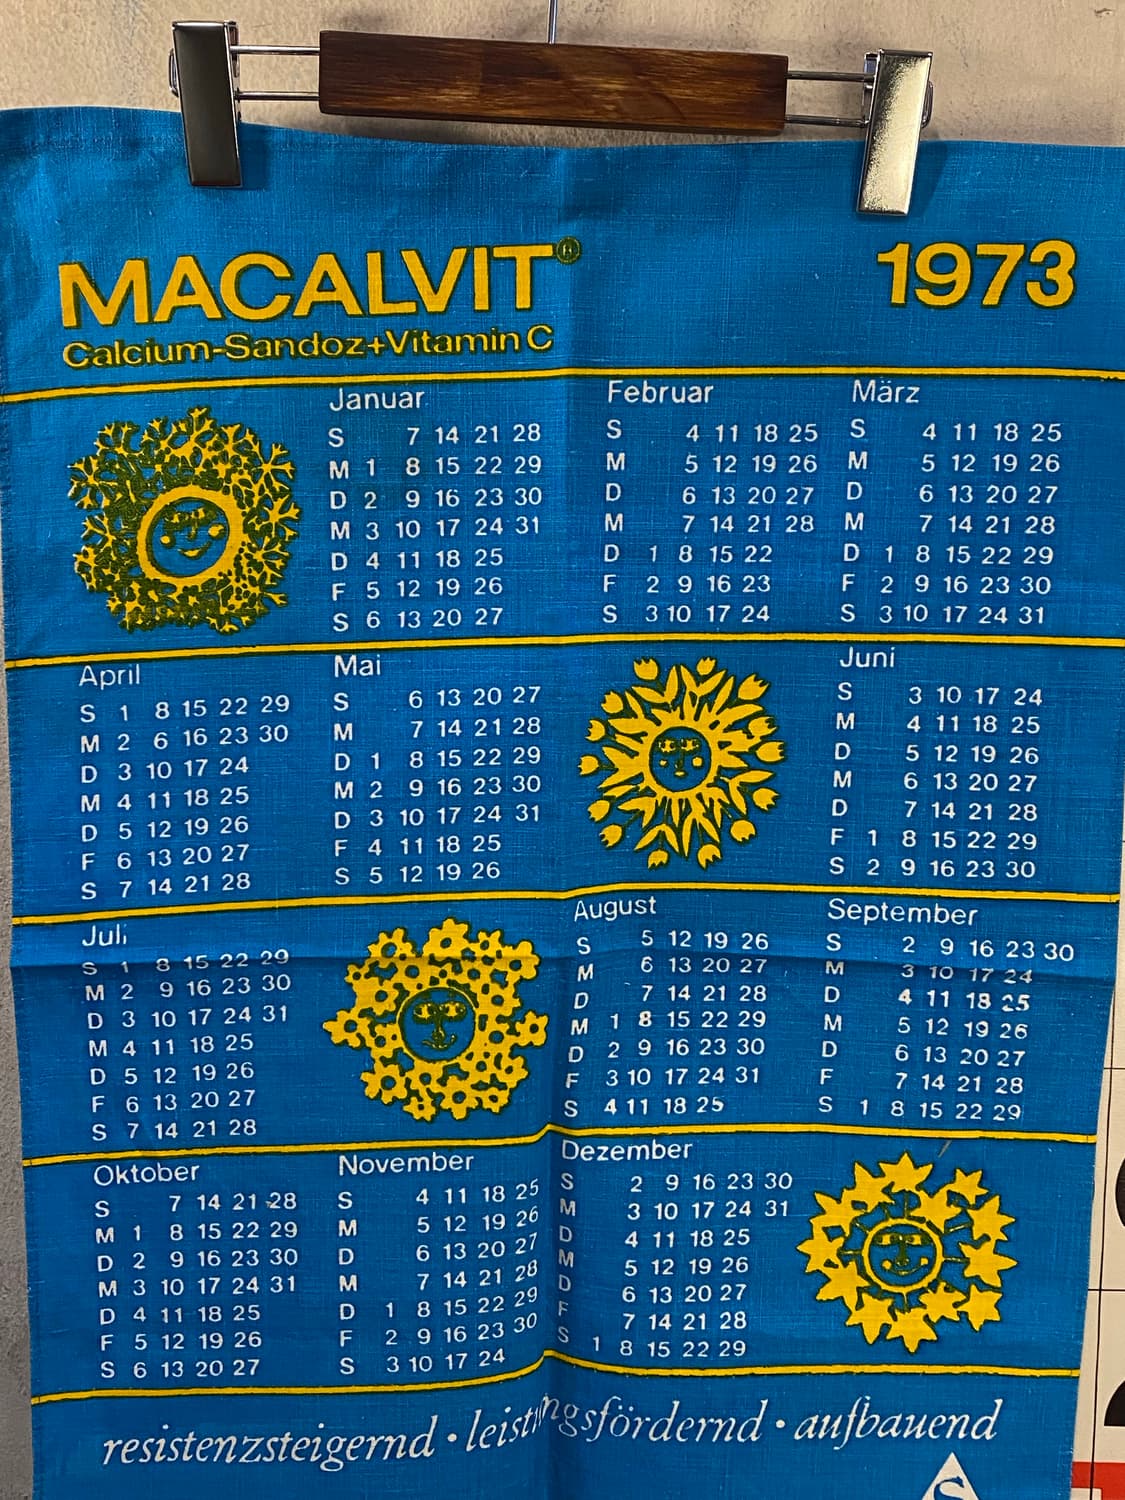 MACALVIT® 1973
Calcium-Sandoz+Vitamin C
Januar
S 7 14 21 28
M 1 8 15 22 29
D 2 9 16 23 30
M 3 10 17 24 31
D 4 11 18 25
F 5 12 19 26
S 6 13 20 27
Februar
S 4 11 18 25
M 5 12 19 26
D 6 13 20 27
M 7 14 21 28
D 1 8 15 22
F 2 9 16 23
S 3 10 17 24
März
S 4 11 18 25
M 5 12 19 26
D 6 13 20 27
M 7 14 21 28
D 1 8 15 22 29
F 2 9 16 23 30
S 3 10 17 24 31
April
S 1 8 15 22 29
M 2 6 16 23 30
D 3 10 17 24
M 4 11 18 25
D 5 12 19 26
F 6 13 20 27
S 7 14 21 28
Mai
S 6 13 20 27
M 7 14 21 28
D 1 8 15 22 29
M 2 9 16 23 30
D 3 10 17 24 31
F 4 11 18 25
S 5 12 19 26
Juni
S 3 10 17 24
M 4 11 18 25
D 5 12 19 26
M 6 13 20 27
D 7 14 21 28
F 1 8 15 22 29
S 2 9 16 23 30
Juli
S 1 8 15 22 29
M 2 9 16 23 30
D 3 10 17 24 31
M 4 11 18 25
D 5 12 19 26
F 6 13 20 27
S 7 14 21 28
August
S 5 12 19 26
M 6 13 20 27
D 7 14 21 28
M 1 8 15 22 29
D 2 9 16 23 30
F 3 10 17 24 31
S 4 11 18 25
September
S 2 9 16 23 30
M 3 10 17 24
D 4 11 18 25
M 5 12 19 26
D 6 13 20 27
F 7 14 21 28
S 1 8 15 22 29
Oktober
S 7 14 21 28
M 1 8 15 22 29
D 2 9 16 23 30
M 3 10 17 24 31
D 4 11 18 25
F 5 12 19 26
S 6 13 20 27
November
S 4 11 18 25
M 5 12 19 26
D 6 13 20 27
M 7 14 21 28
D 1 8 15 22 29
F 2 9 16 23 30
S 3 10 17 24
Dezember
S 2 9 16 23 30
M 3 10 17 24 31
D 4 11 18 25
M 5 12 19 26
D 6 13 20 27
F 7 14 21 28
S 1 8 15 22 29
resistenzsteigernd • leistungsfördernd • aufbauend
S